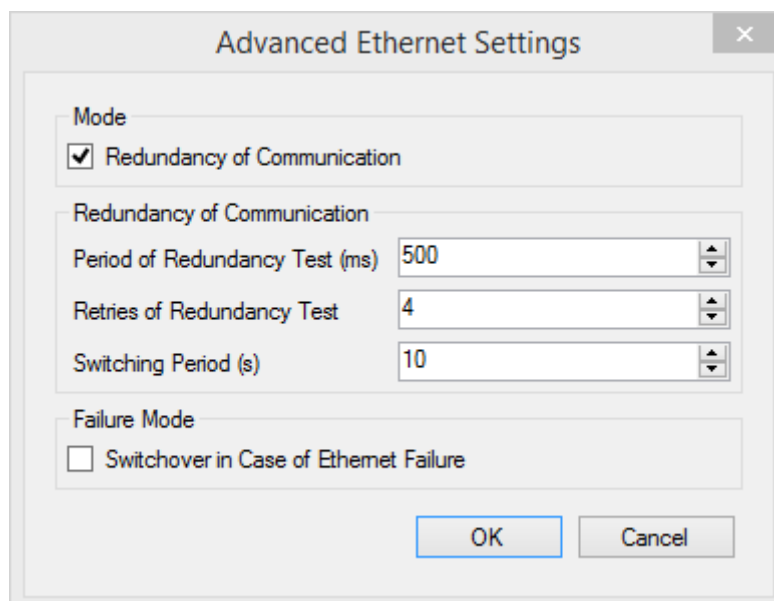 Advanced Ethernet Settings
Mode
Redundancy of Communication
Redundancy of Communication
Period of Redundancy Test (ms) 500
Retries of Redundancy Test 4
Switching Period (s) 10
Failure Mode
Switchover in Case of Ethernet Failure
OK Cancel